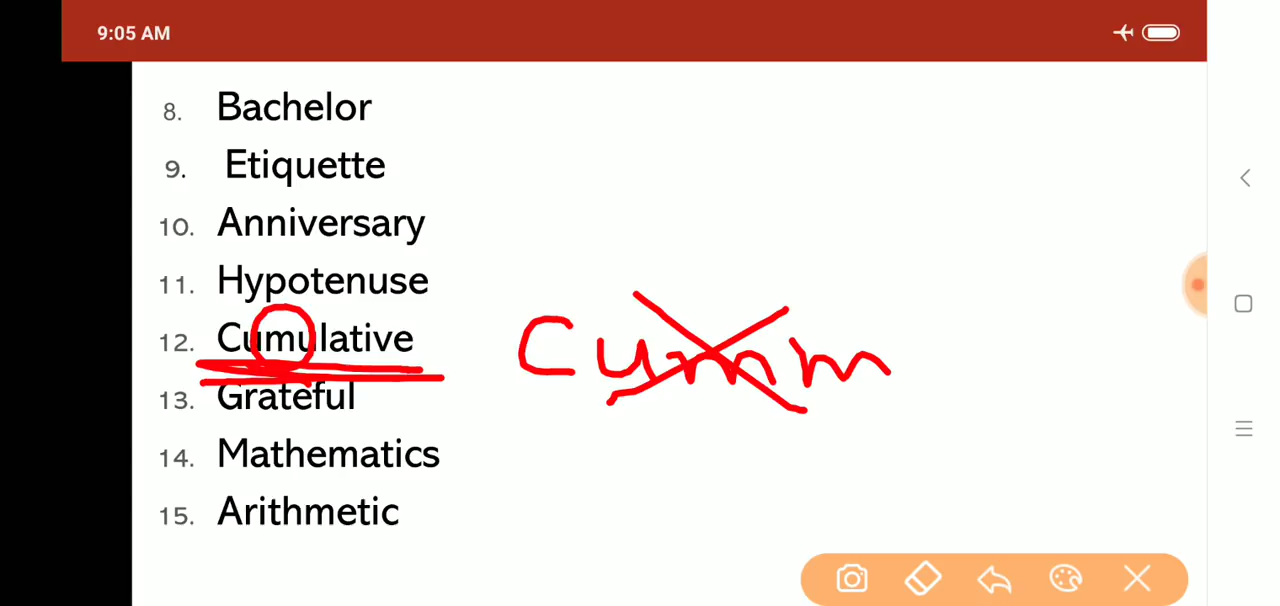 9:05 AM
8. Bachelor
9. Etiquette
10. Anniversary
11. Hypotenuse
12. Cumulative Cumm
13. Grateful
14. Mathematics
15. Arithmetic